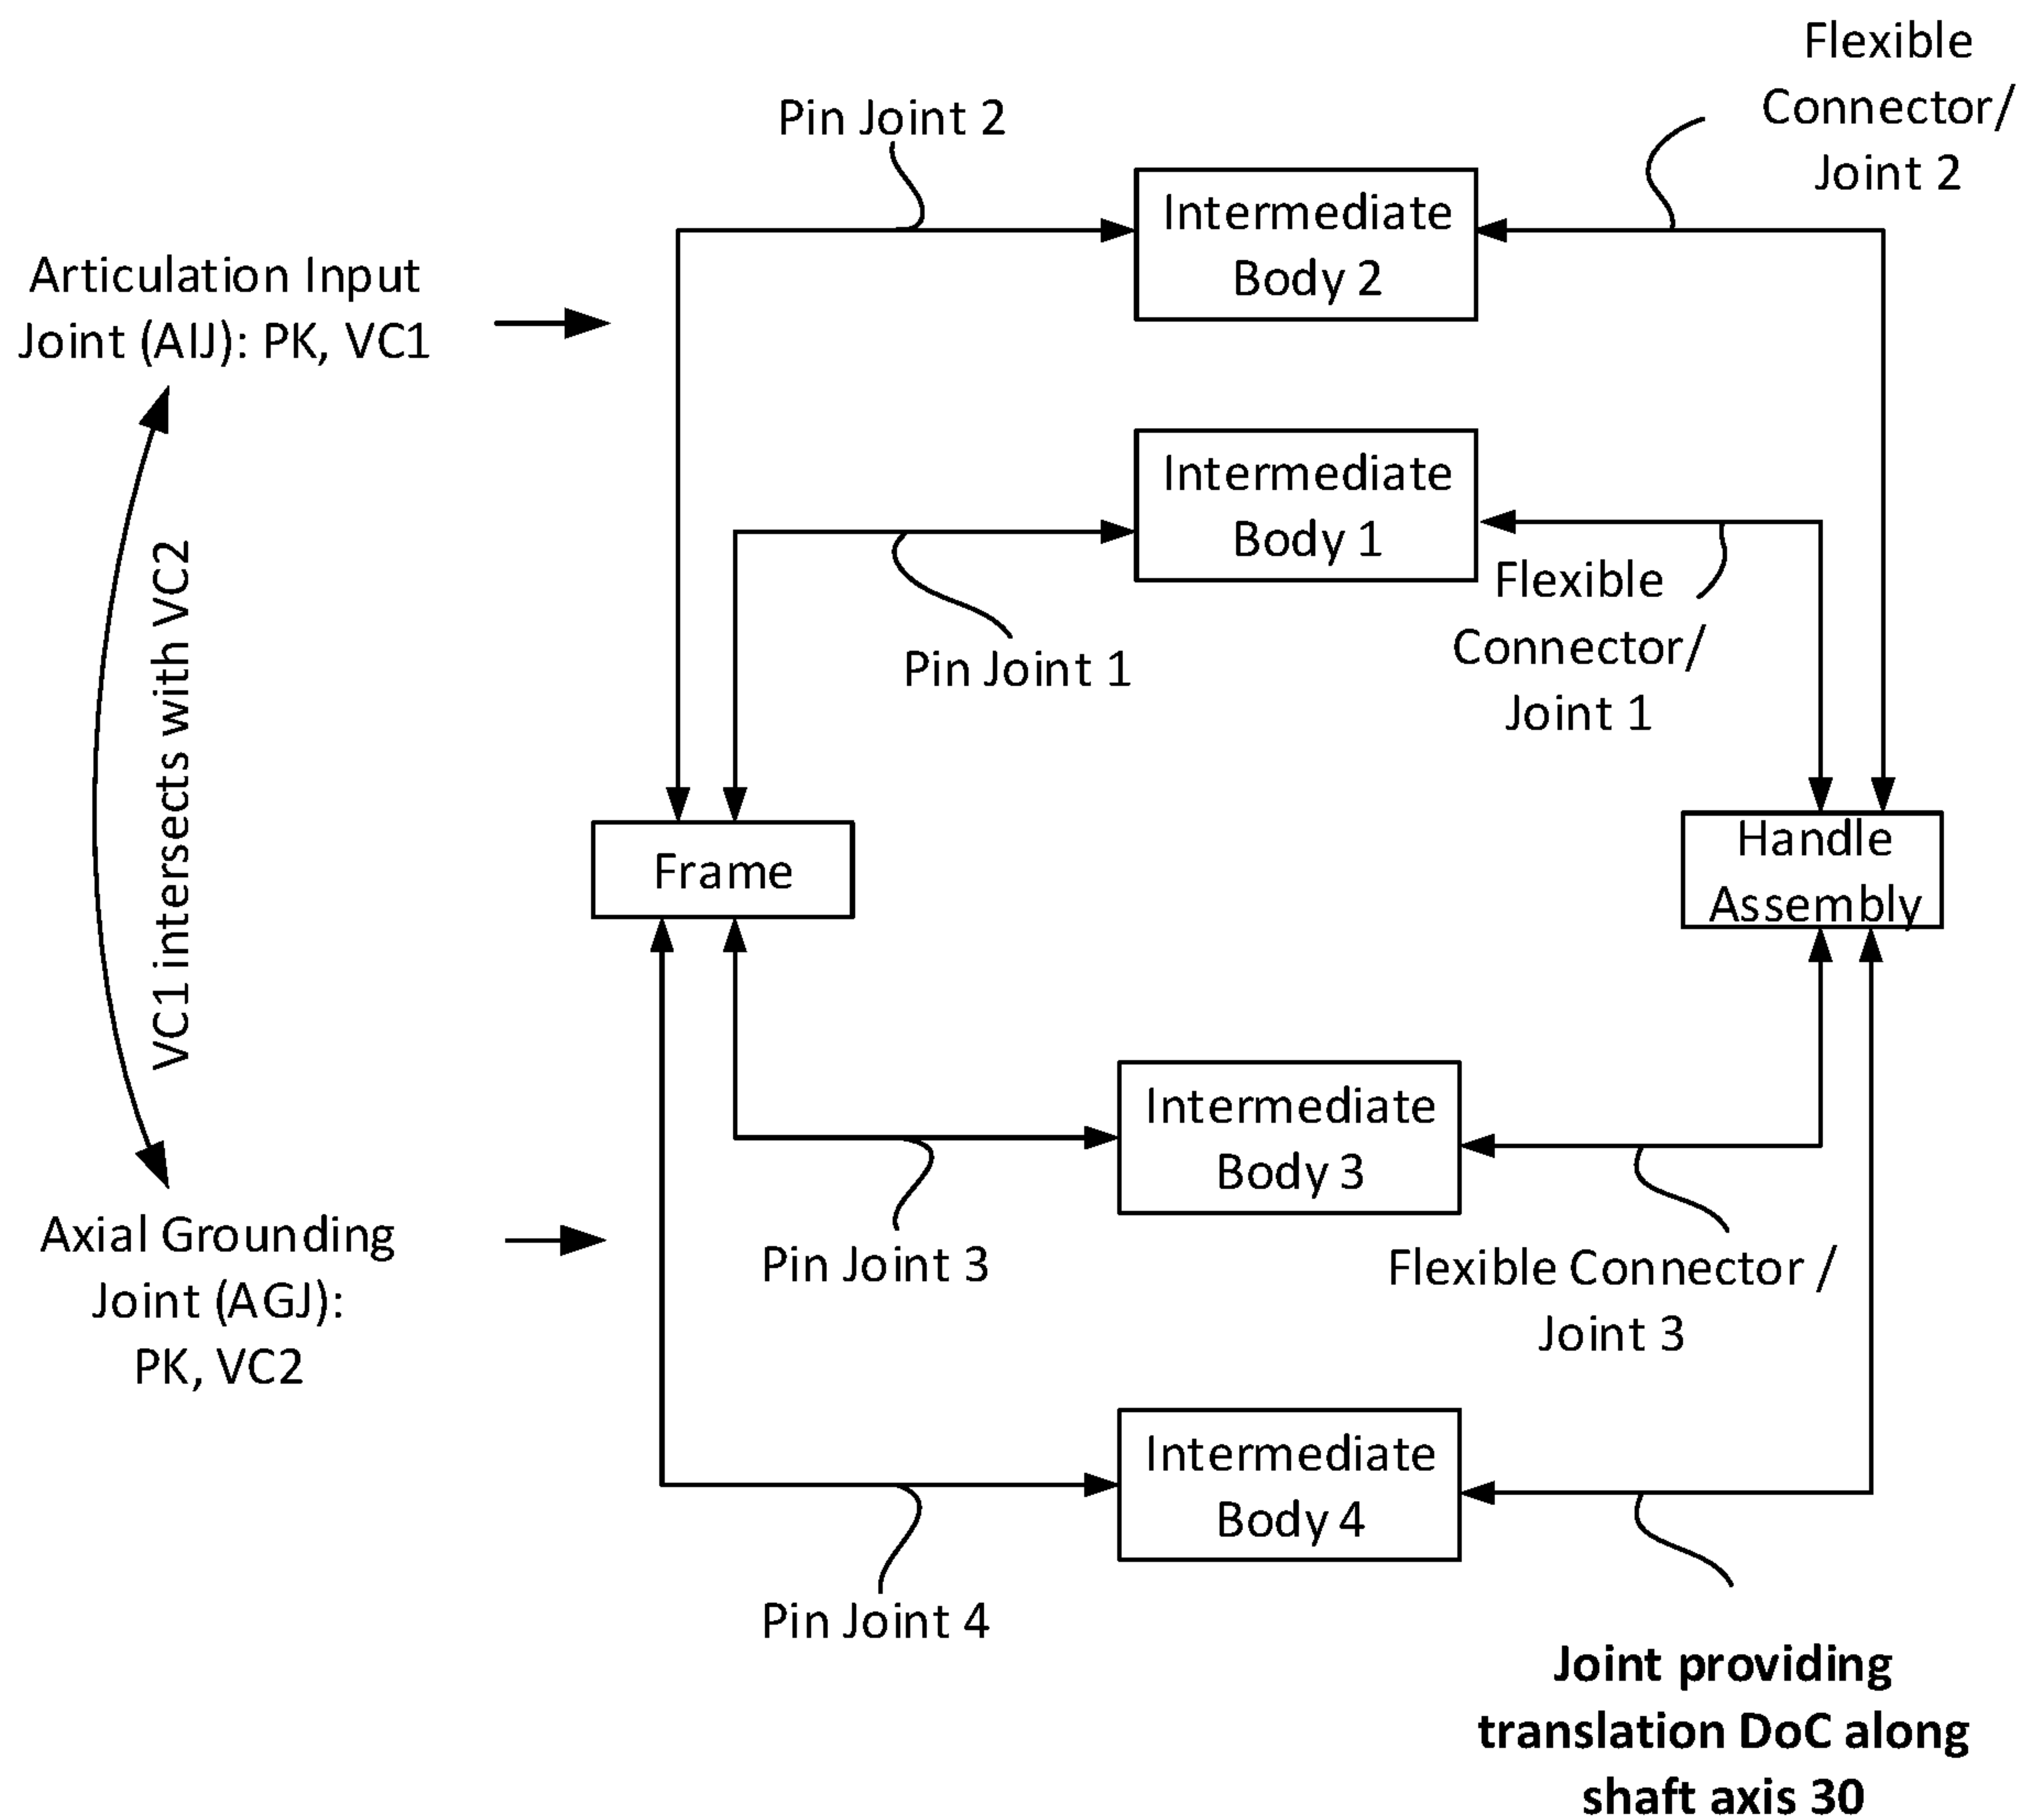 Flexible
Connector/
Joint 2
Pin Joint 2
Intermediate
Body 2
Articulation Input
Joint (AIJ): PK, VC1
Intermediate
Body 1
Flexible
Connector/
Joint 1
Pin Joint 1
VC1 intersects with VC2
Frame
Handle
Assembly
Intermediate
Body 3
Axial Grounding
Joint (AGJ):
PK, VC2
Pin Joint 3
Flexible Connector /
Joint 3
Intermediate
Body 4
Pin Joint 4
Joint providing
translation DoC along
shaft axis 30